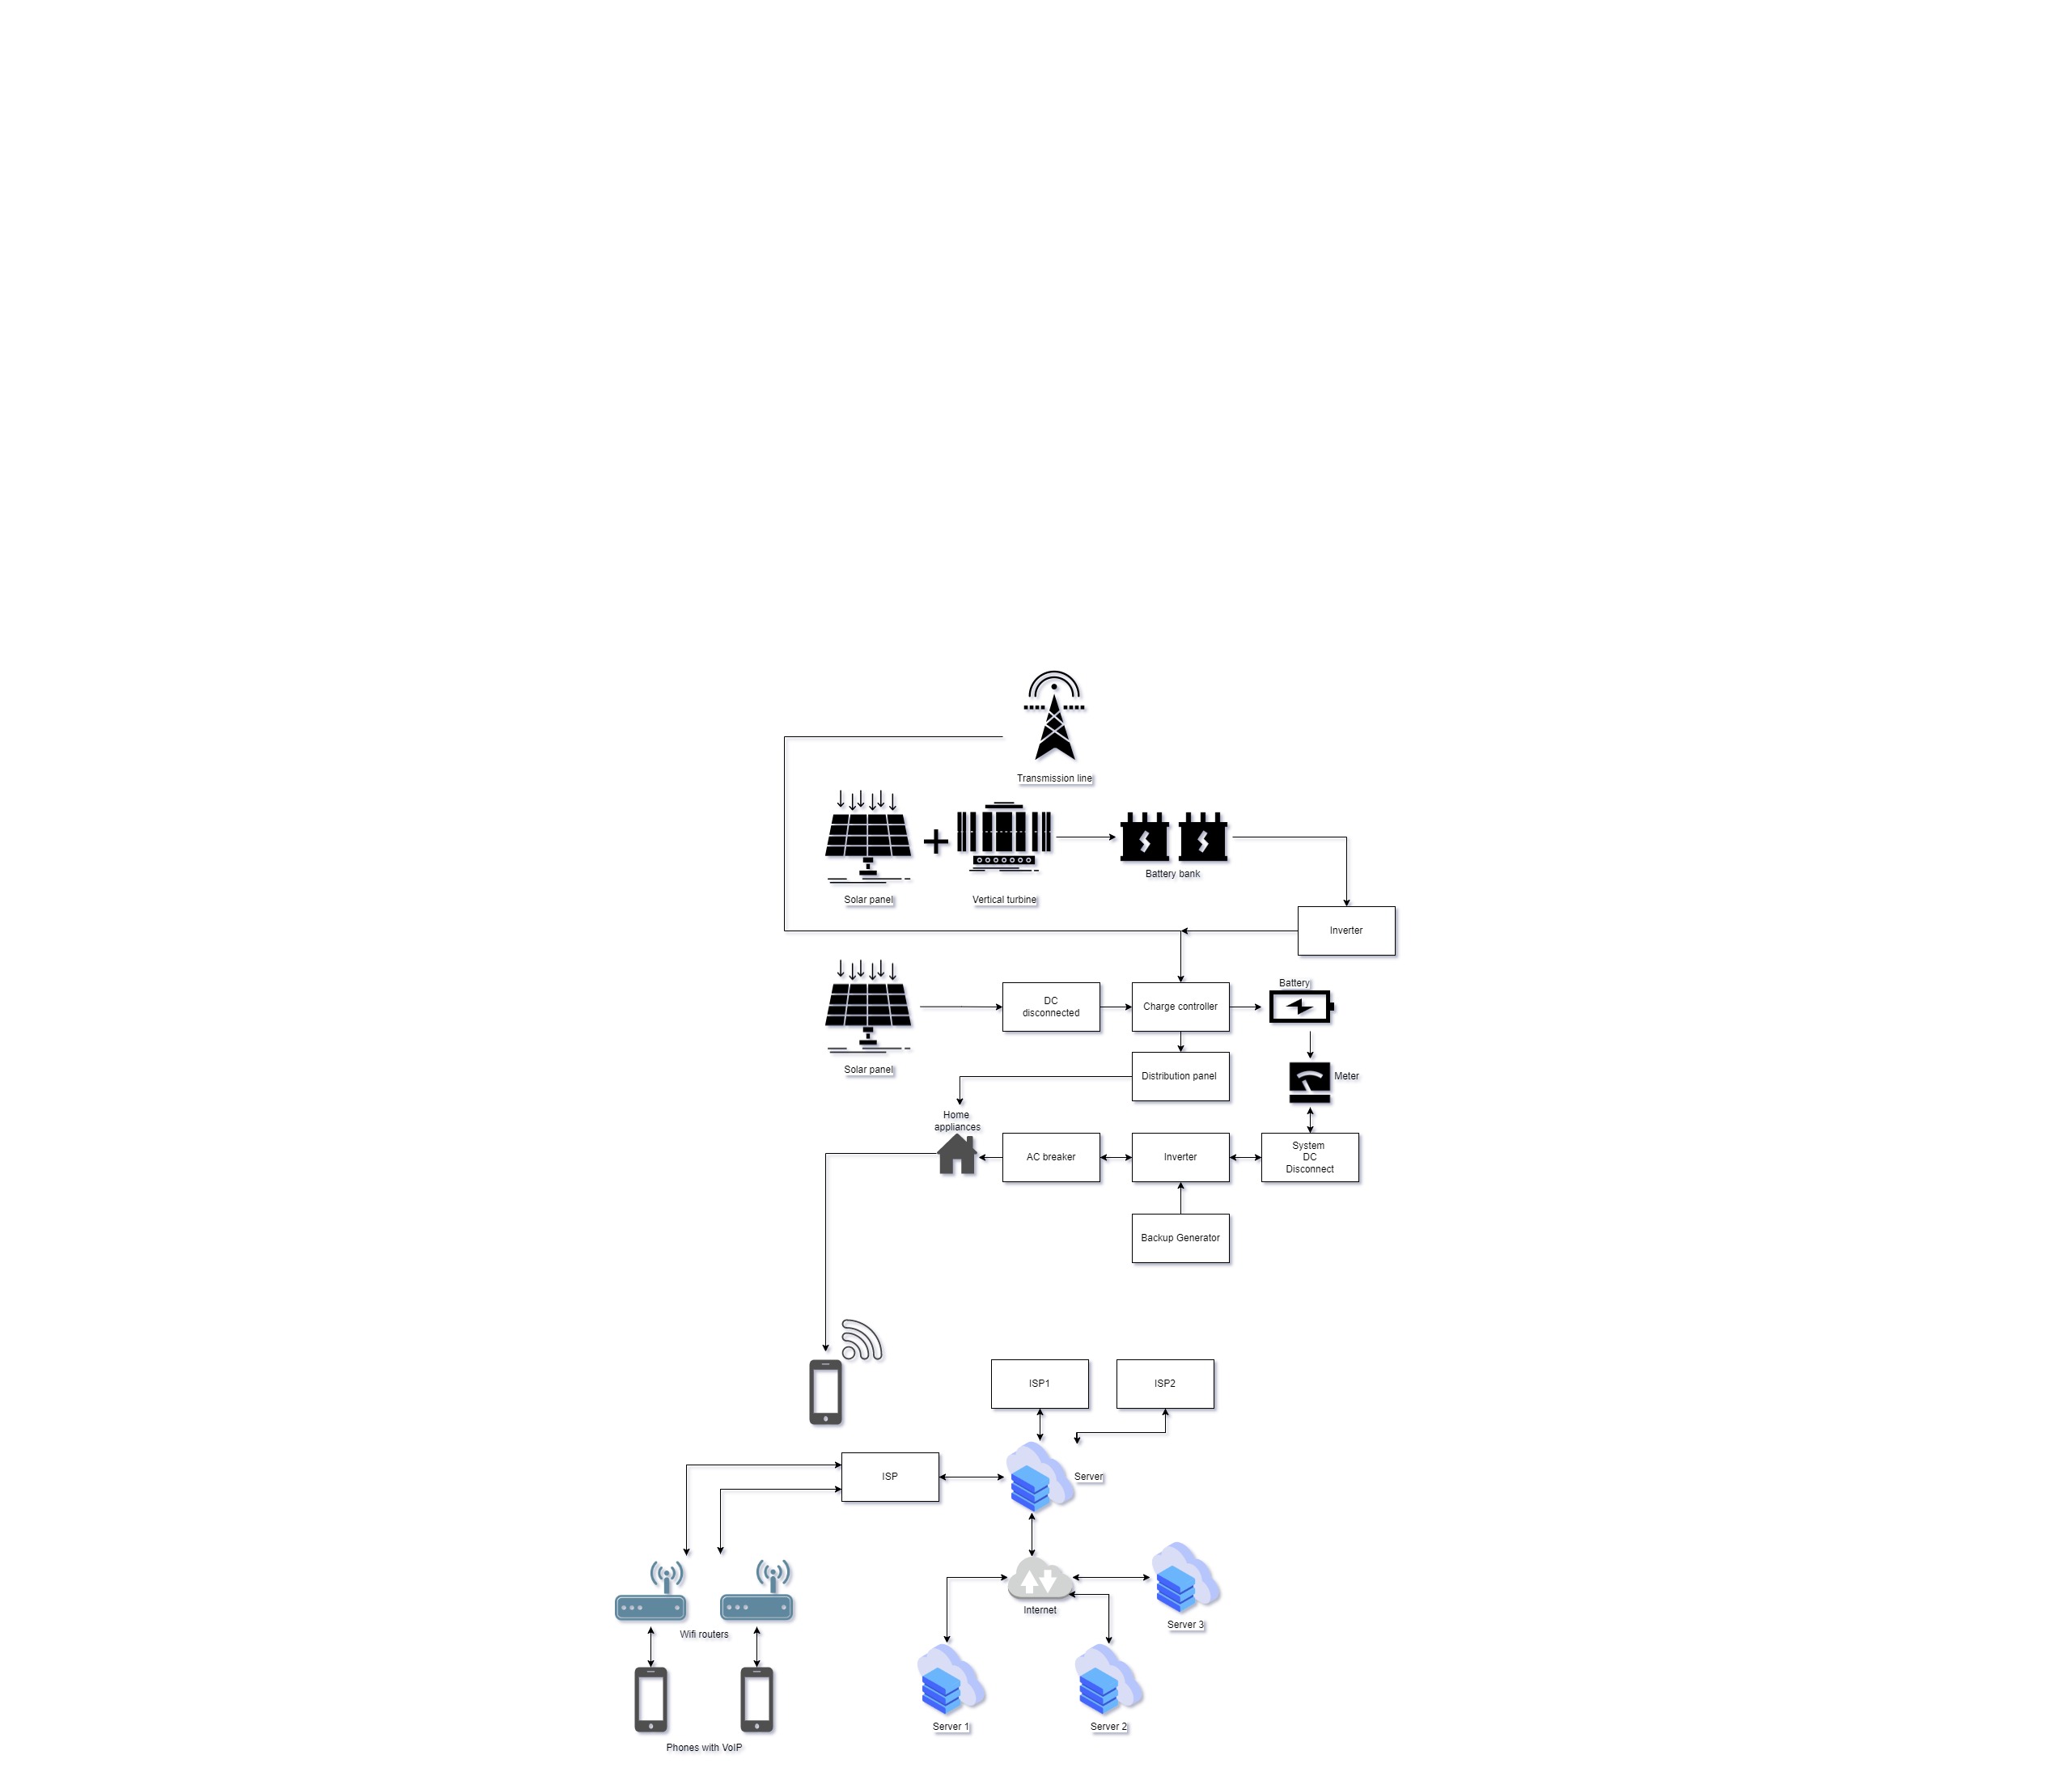 Transmission line
Solar panel
Vertical turbine
Battery bank
Inverter
Solar panel
DC
disconnected
Charge controller
Battery
Distribution panel
Meter
Home
appliances
AC breaker
Inverter
System
DC
Disconnect
Backup Generator
ISP1
ISP2
ISP
Server
Internet
Server 3
Wifi routers
Server 1
Server 2
Phones with VoIP